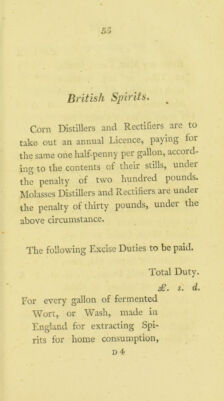 55
British Spirits.
Corn Distillers and Rectifiers are to
take out an annual Licence, paying for
the same one half-penny per gallon, accord-
ing to the contents of their stills, under
the penalty of two hundred pounds.
Molasses Distillers and Rectifiers are under
the penalty of thirty pounds, under the
above circumstance.
The following Excise Duties to be paid.
Total Duty.
£. s. d.
For every gallon of fermented
Wort, or Wash, made in
England for extracting Spi-
rits for home consumption,
D 4